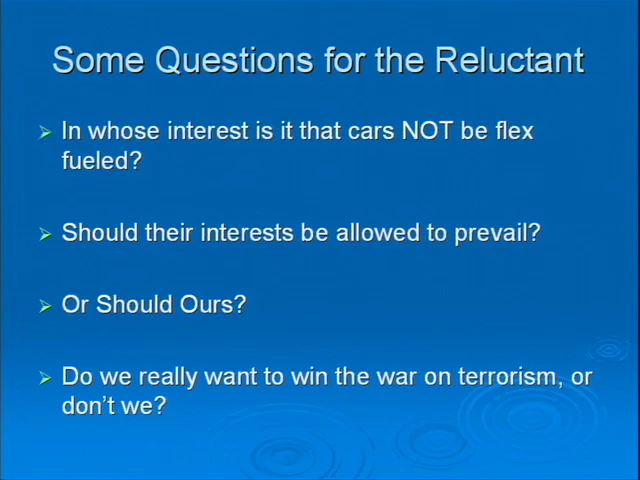 Some Questions for the Reluctant
In whose interest is it that cars NOT be flex
fueled?
Should their interests be allowed to prevail?
Or Should Ours?
Do we really want to win the war on terrorism, or
don't we?